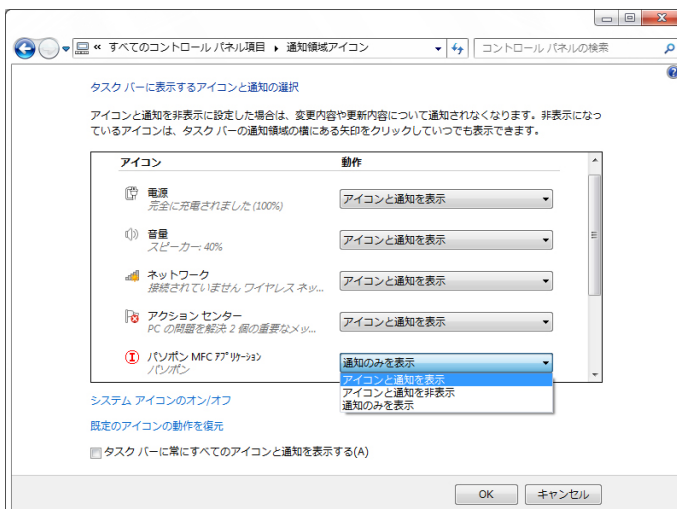 « すべてのコントロール パネル項目 ▸ 通知領域アイコン
コントロール パネルの検索
タスク バーに表示するアイコンと通知の選択
アイコンと通知を非表示に設定した場合は、変更内容や更新内容について通知されなくなります。非表示になっ
ているアイコンは、タスク バーの通知領域の横にある矢印をクリックしていつでも表示できます。
アイコン 動作
電源
完全に充電されました (100%)
アイコンと通知を表示
音量
スピーカー: 40%
アイコンと通知を表示
ネットワーク
接続されていません ワイヤレス ネッ...
アイコンと通知を表示
アクション センター
PC の問題を解決 2 個の重要なメッ...
アイコンと通知を表示
パソポン MFC アプリケーション
パソポン
通知のみを表示
アイコンと通知を表示
アイコンと通知を非表示
通知のみを表示
システム アイコンのオン/オフ
既定のアイコンの動作を復元
タスク バーに常にすべてのアイコンと通知を表示する(A)
OK キャンセル